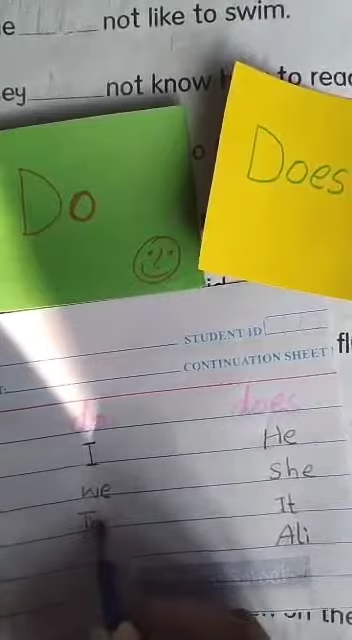 not like to swim.
not know
to
Do
Does
STUDENT ID
CONTINUATION SHEET
do does
I He
we She
It
Ali
the